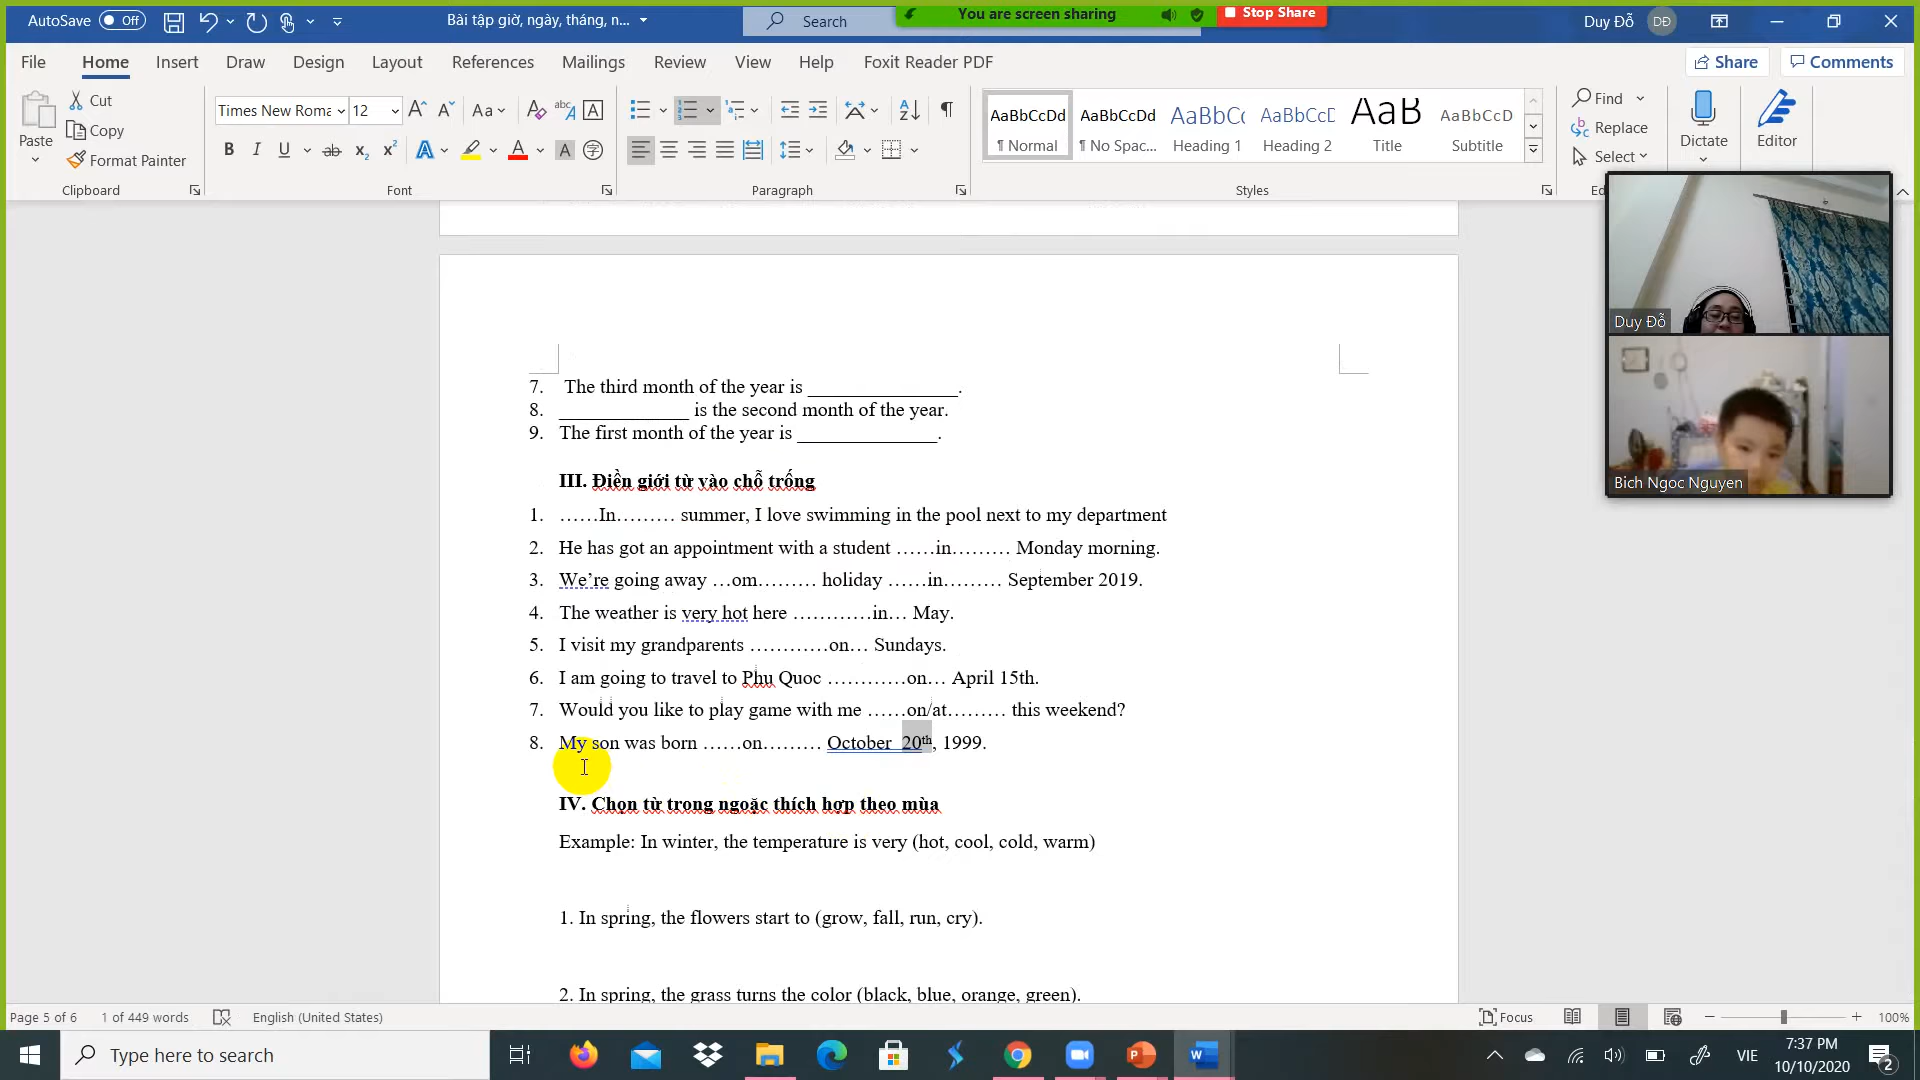 AutoSave Off Bài tập giờ, ngày, tháng, n... Search You are screen sharing Stop Share Duy Đỗ DĐ
File Home Insert Draw Design Layout References Mailings Review View Help Foxit Reader PDF Share Comments
Paste Cut Copy Format Painter Clipboard
Times New Roma 12 Aa Font
Paragraph
AaBbCcDd ¶ Normal AaBbCcDd ¶ No Spac... AaBbCc Heading 1 AaBbCcD Heading 2 AaB Title AaBbCcD Subtitle Styles
Find Replace Select Dictate Editor
Duy Đỗ
Bich Ngoc Nguyen
7. The third month of the year is ________________.
8. ______________ is the second month of the year.
9. The first month of the year is _______________.
III. Điền giới từ vào chỗ trống
1. ……In……… summer, I love swimming in the pool next to my department
2. He has got an appointment with a student ……in……… Monday morning.
3. We’re going away …om……… holiday ……in……… September 2019.
4. The weather is very hot here …………in… May.
5. I visit my grandparents …………on… Sundays.
6. I am going to travel to Phu Quoc …………on… April 15th.
7. Would you like to play game with me ……on/at……… this weekend?
8. My son was born ……on……… October 20th, 1999.
IV. Chọn từ trong ngoặc thích hợp theo mùa
Example: In winter, the temperature is very (hot, cool, cold, warm)
1. In spring, the flowers start to (grow, fall, run, cry).
2. In spring, the grass turns the color (black, blue, orange, green).
Page 5 of 6 1 of 449 words English (United States) Focus 100%
Type here to search VIE 7:37 PM
10/10/2020 2